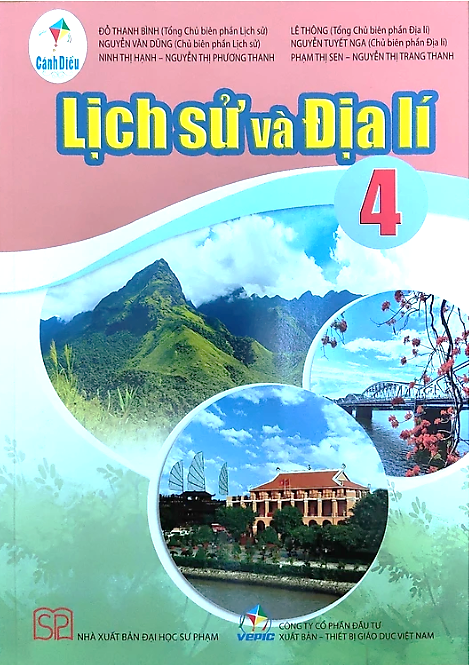 Cánh Diều
ĐỖ THANH BÌNH (Tổng Chủ biên phần Lịch sử)
NGUYỄN VĂN DŨNG (Chủ biên phần Lịch sử)
NINH THỊ HẠNH – NGUYỄN THỊ PHƯƠNG THANH
LÊ THÔNG (Tổng Chủ biên phần Địa lí)
NGUYỄN TUYẾT NGA (Chủ biên phần Địa lí)
PHẠM THỊ SEN – NGUYỄN THỊ TRANG THANH
Lịch sử và Địa lí
4
SP
NHÀ XUẤT BẢN ĐẠI HỌC SƯ PHẠM
VEPIC
CÔNG TY CỔ PHẦN ĐẦU TƯ
XUẤT BẢN – THIẾT BỊ GIÁO DỤC VIỆT NAM